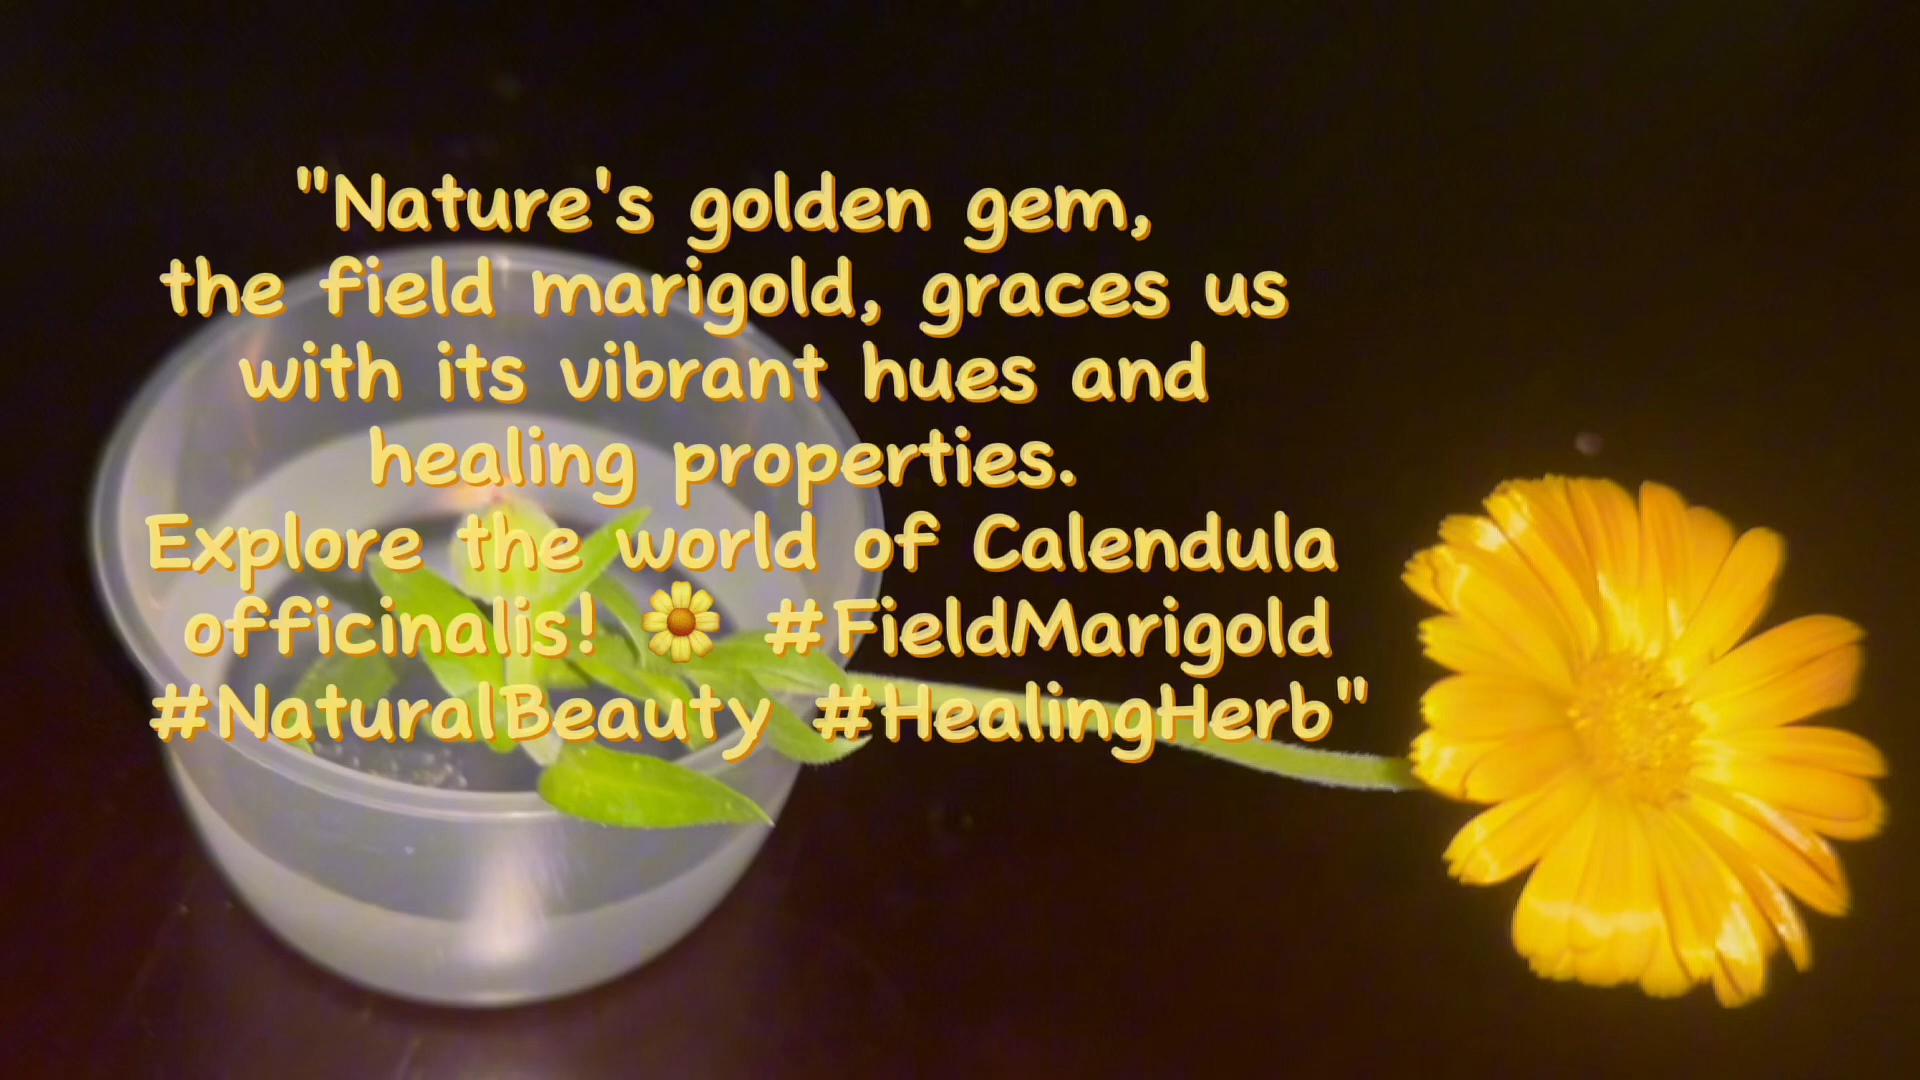 "Nature's golden gem,
the field marigold, graces us
with its vibrant hues and
healing properties.
Explore the world of Calendula
officinalis! 🌼 #FieldMarigold
#NaturalBeauty #HealingHerb"